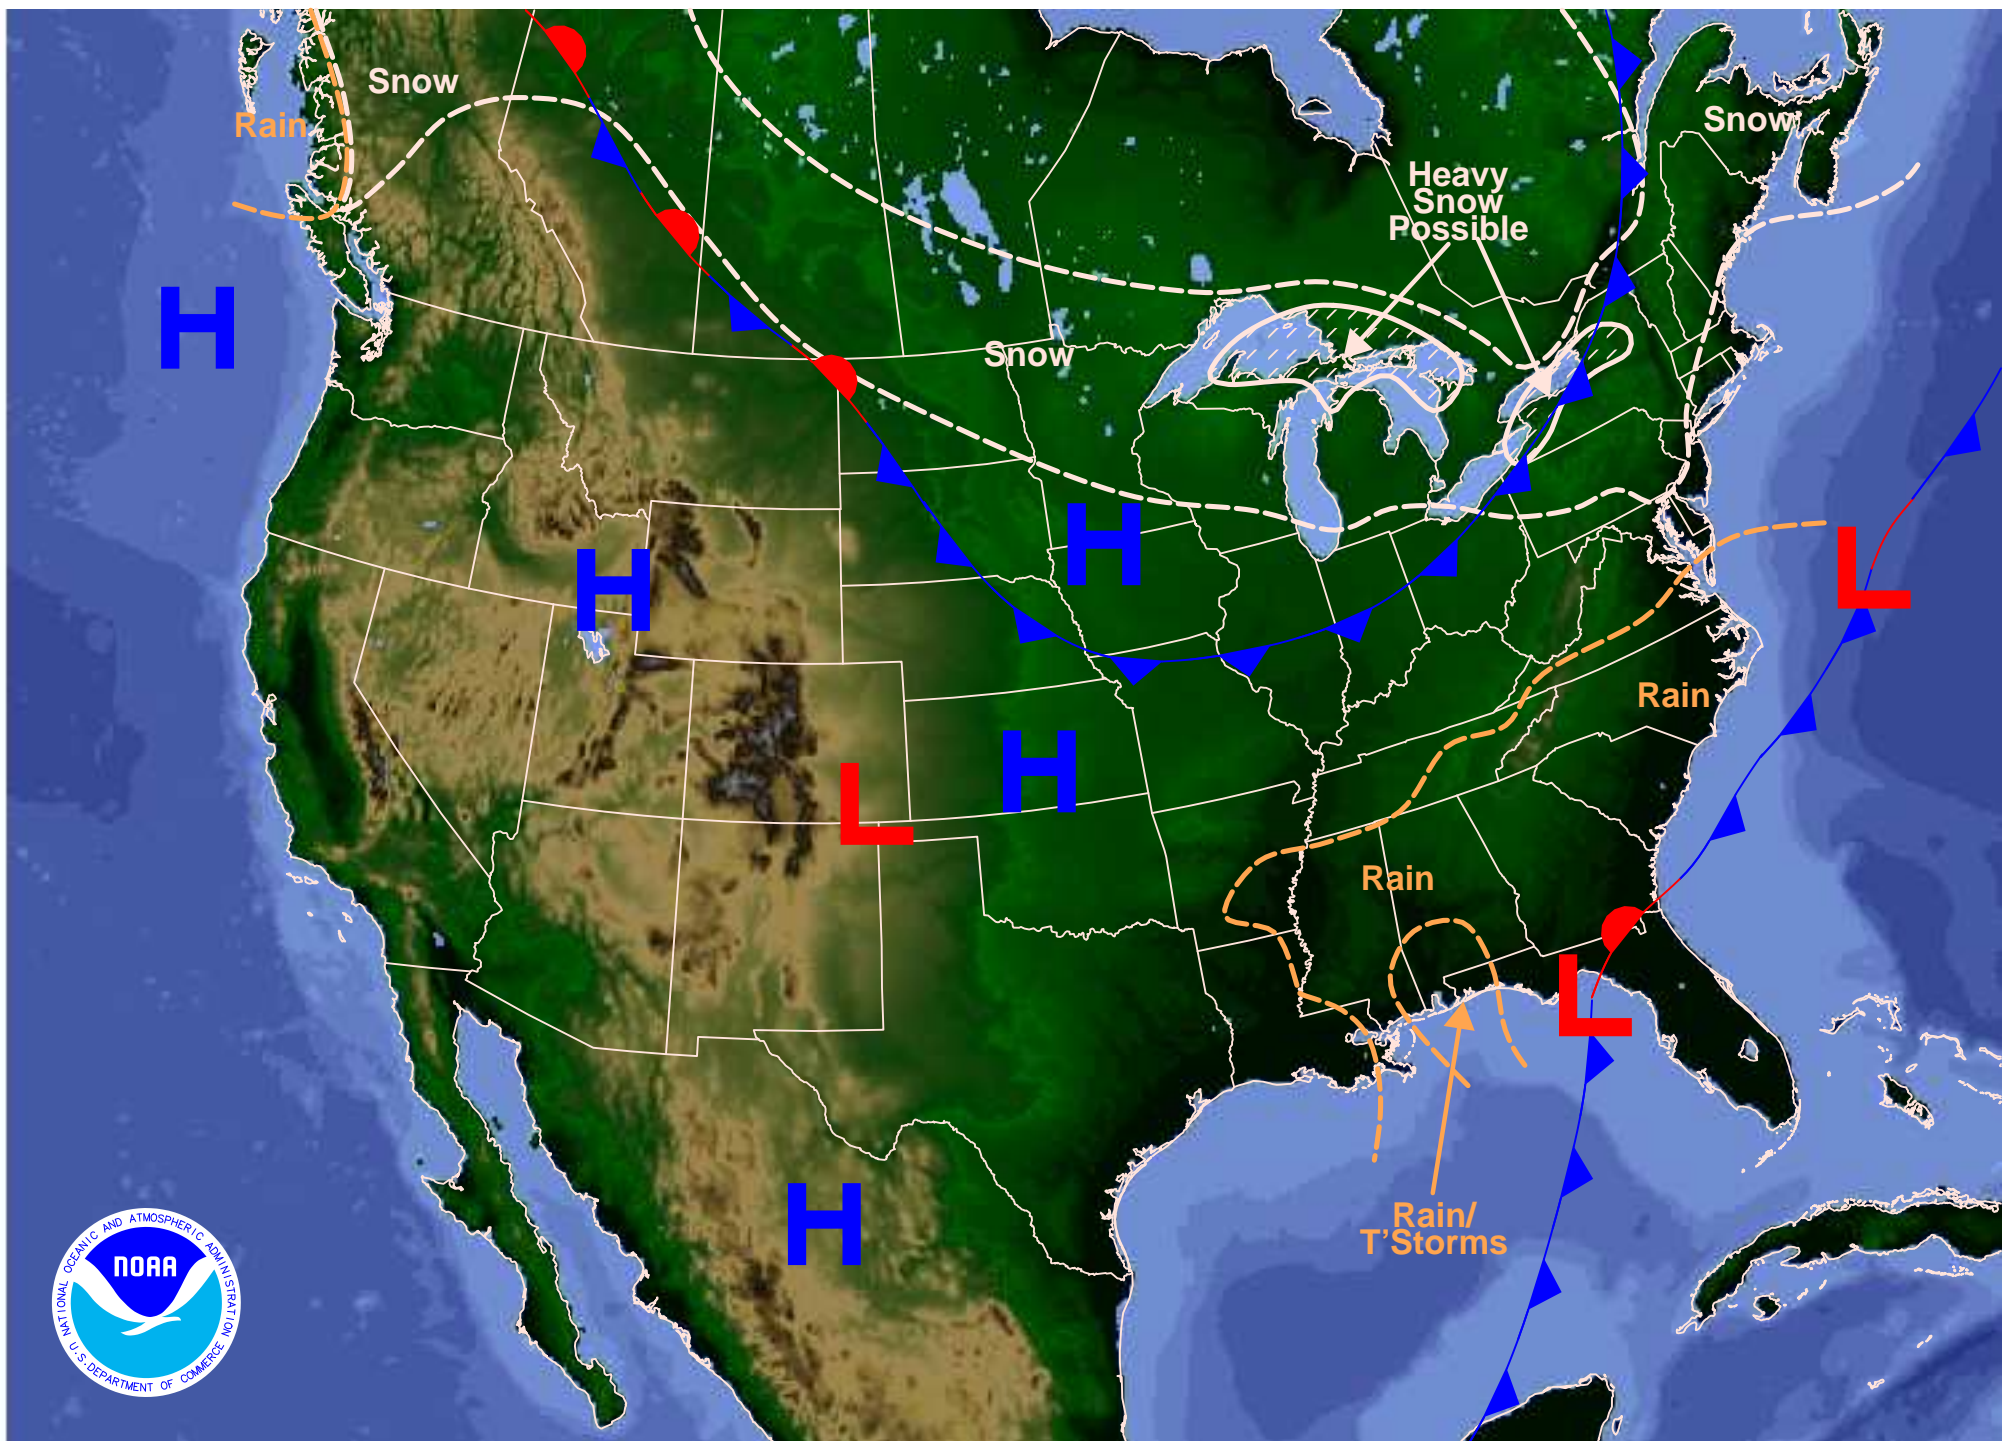 Snow
Rain
Snow
Heavy
Snow
Possible
H
Snow
H
H
L
Rain
H
L
Rain
L
Rain/
T'Storms
H
NATIONAL OCEANIC AND ATMOSPHERIC ADMINISTRATION
NOAA
U.S. DEPARTMENT OF COMMERCE